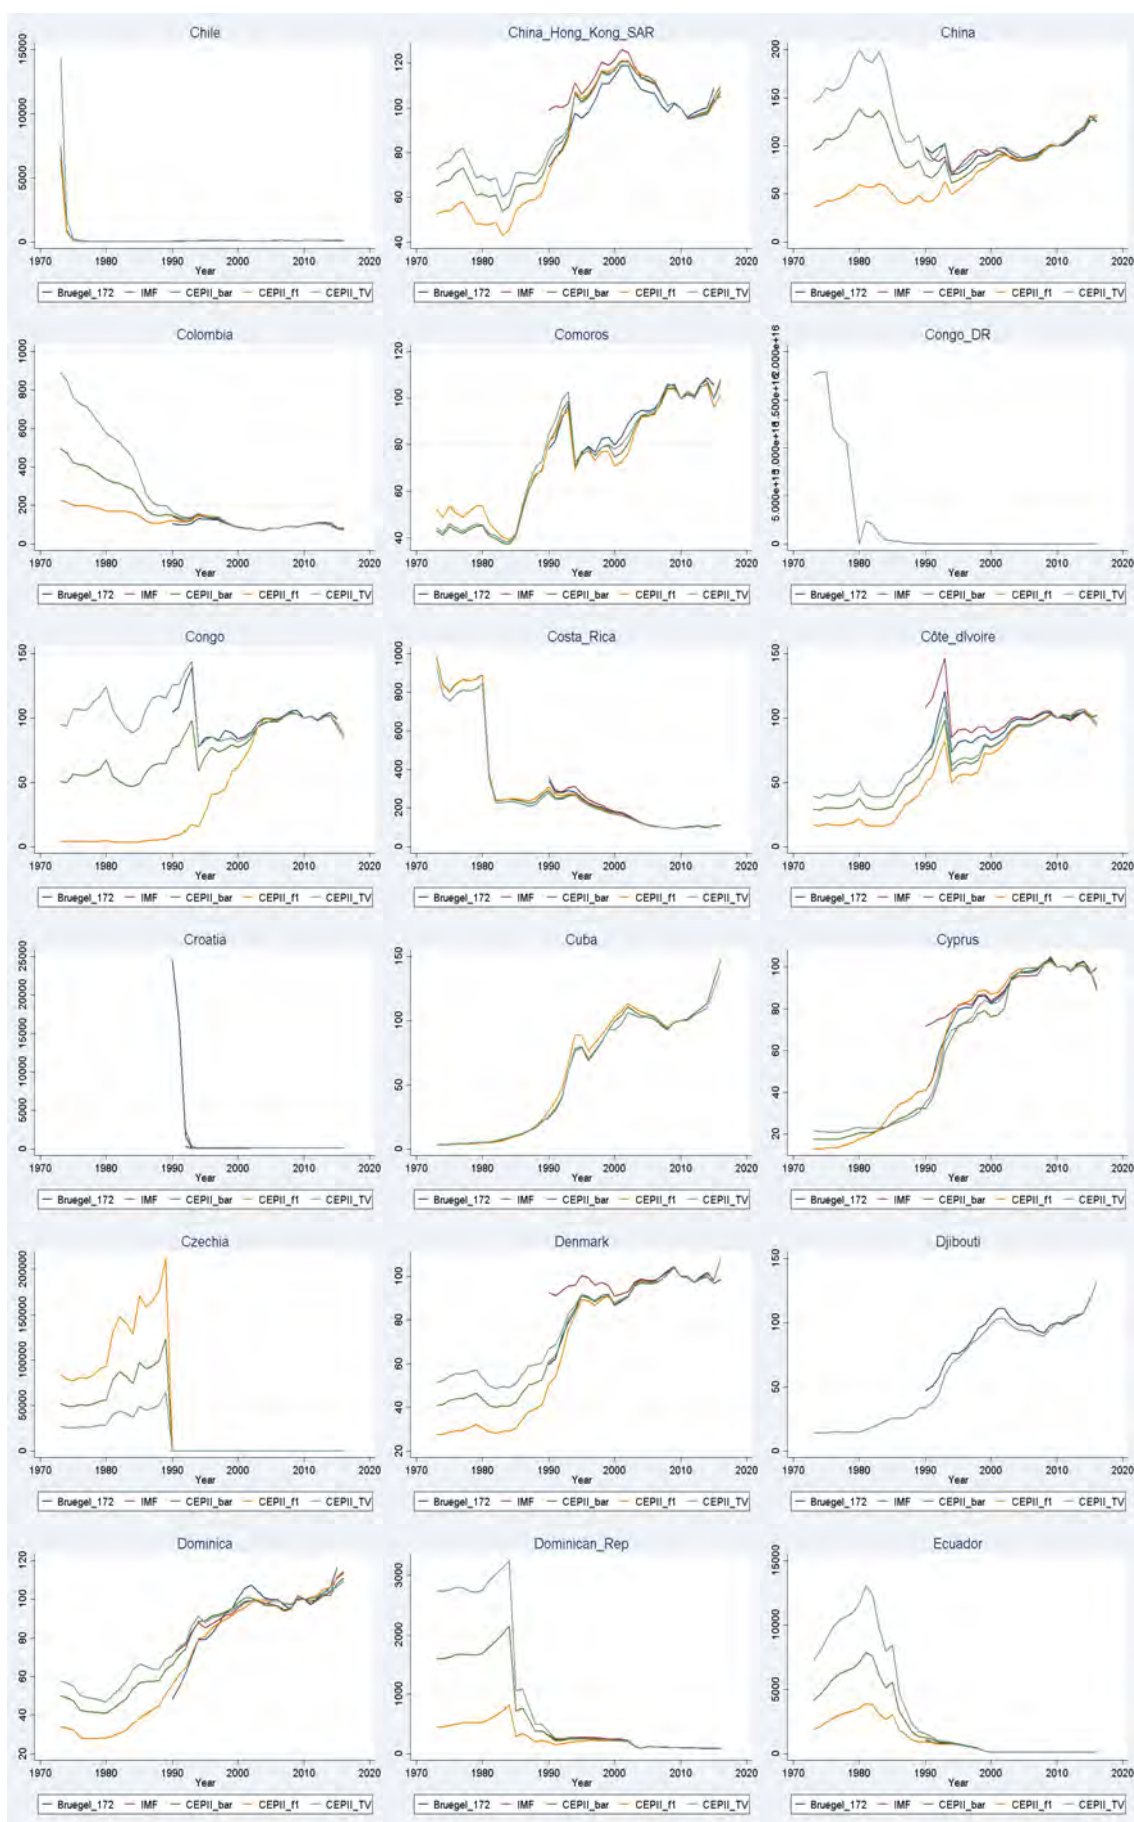 Chile
15000
10000
5000
0
1970 1980 1990 2000 2010 2020
Year
Bruegel_172 IMF CEPII_bar CEPII_f1 CEPII_TV
China_Hong_Kong_SAR
120
100
80
60
40
1970 1980 1990 2000 2010 2020
Year
Bruegel_172 IMF CEPII_bar CEPII_f1 CEPII_TV
China
200
150
100
50
0
1970 1980 1990 2000 2010 2020
Year
Bruegel_172 IMF CEPII_bar CEPII_f1 CEPII_TV
Colombia
1000
800
600
400
200
0
1970 1980 1990 2000 2010 2020
Year
Bruegel_172 IMF CEPII_bar CEPII_f1 CEPII_TV
Comoros
120
100
80
60
40
1970 1980 1990 2000 2010 2020
Year
Bruegel_172 IMF CEPII_bar CEPII_f1 CEPII_TV
Congo_DR
2.000e+16
0
1970 1980 1990 2000 2010 2020
Year
Bruegel_172 IMF CEPII_bar CEPII_f1 CEPII_TV
Congo
150
100
50
0
1970 1980 1990 2000 2010 2020
Year
Bruegel_172 IMF CEPII_bar CEPII_f1 CEPII_TV
Costa_Rica
1000
800
600
400
200
0
1970 1980 1990 2000 2010 2020
Year
Bruegel_172 IMF CEPII_bar CEPII_f1 CEPII_TV
Côte_dIvoire
150
100
50
0
1970 1980 1990 2000 2010 2020
Year
Bruegel_172 IMF CEPII_bar CEPII_f1 CEPII_TV
Croatia
25000
20000
15000
10000
5000
0
1970 1980 1990 2000 2010 2020
Year
Bruegel_172 IMF CEPII_bar CEPII_f1 CEPII_TV
Cuba
150
100
50
0
1970 1980 1990 2000 2010 2020
Year
Bruegel_172 IMF CEPII_bar CEPII_f1 CEPII_TV
Cyprus
100
80
60
40
20
1970 1980 1990 2000 2010 2020
Year
Bruegel_172 IMF CEPII_bar CEPII_f1 CEPII_TV
Czechia
200000
150000
100000
50000
0
1970 1980 1990 2000 2010 2020
Year
Bruegel_172 IMF CEPII_bar CEPII_f1 CEPII_TV
Denmark
100
80
60
40
20
1970 1980 1990 2000 2010 2020
Year
Bruegel_172 IMF CEPII_bar CEPII_f1 CEPII_TV
Djibouti
150
100
50
0
1970 1980 1990 2000 2010 2020
Year
Bruegel_172 IMF CEPII_bar CEPII_f1 CEPII_TV
Dominica
120
100
80
60
40
20
1970 1980 1990 2000 2010 2020
Year
Bruegel_172 IMF CEPII_bar CEPII_f1 CEPII_TV
Dominican_Rep
3000
2000
1000
0
1970 1980 1990 2000 2010 2020
Year
Bruegel_172 IMF CEPII_bar CEPII_f1 CEPII_TV
Ecuador
15000
10000
5000
0
1970 1980 1990 2000 2010 2020
Year
Bruegel_172 IMF CEPII_bar CEPII_f1 CEPII_TV